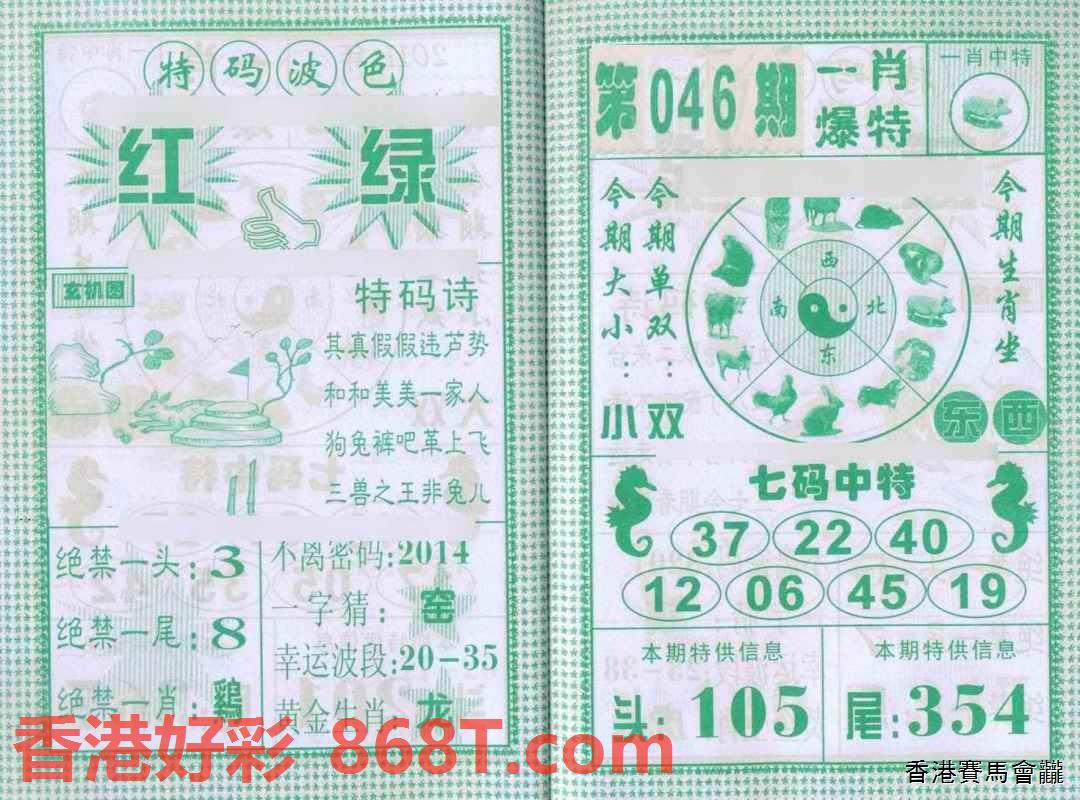 特码波色
红 绿
玄机图
特码诗
其真假假违芦势
和和美美一家人
狗兔裤吧革上飞
三兽之王非兔儿
绝禁一头:3
绝禁一尾:8
绝禁一肖:鷄
不离密码:2014
一字猜:窑
幸运波段:20-35
黄金生肖 龙
第046期
一肖
爆特
一肖中特
今期大小:小
今期单双:双
西
南 北
东
今期生肖坐
东西
七码中特
37 22 40
12 06 45 19
本期特供信息
头:105
本期特供信息
尾:354
香港好彩 868T.com
香港賽馬會